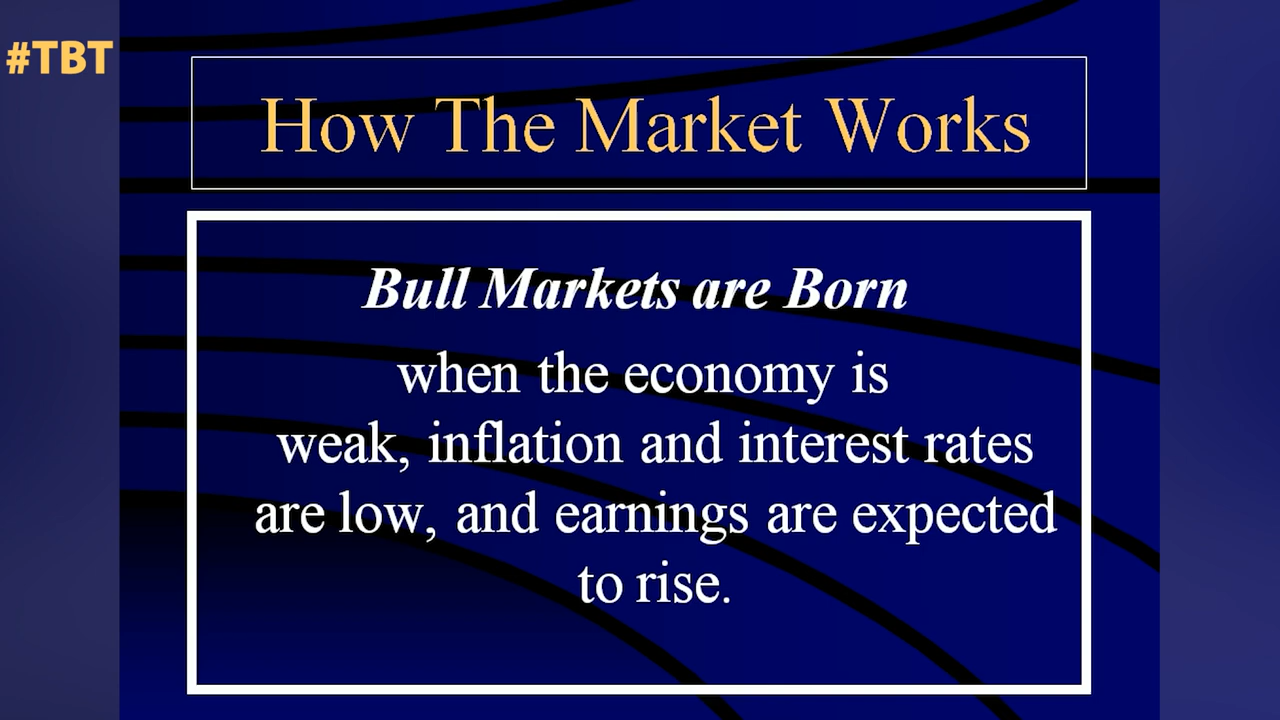 #TBT
How The Market Works
Bull Markets are Born
when the economy is
weak, inflation and interest rates
are low, and earnings are expected
to rise.